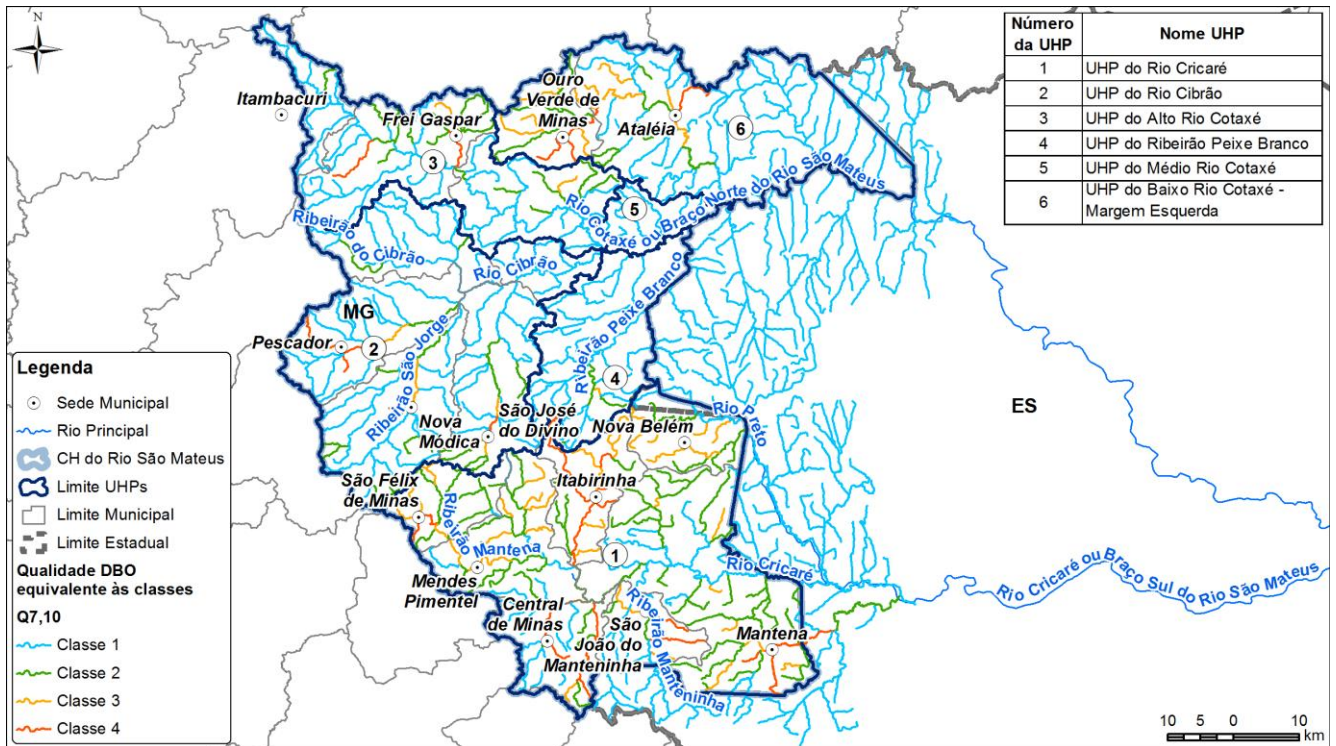 N
Número da UHP
Nome UHP
1 UHP do Rio Cricaré
2 UHP do Rio Cibrão
3 UHP do Alto Rio Cotaxé
4 UHP do Ribeirão Peixe Branco
5 UHP do Médio Rio Cotaxé
6 UHP do Baixo Rio Cotaxé -
Margem Esquerda
Itambacuri
Frei Gaspar
Ouro
Verde de
Minas
Ataléia
6
3
5
Rio Cotaxé ou Braço Norte do Rio São Mateus
Ribeirão do Cibrão
Rio Cibrão
Ribeirão Peixe Branco
MG
Pescador
2
Ribeirão São Jorge
4
ES
Nova
Módica
São José
do Divino
Nova Belém
Rio Preto
São Félix
de Minas
Itabirinha
Ribeirão Mantena
1
Mendes
Pimentel
Rio Cricaré
Rio Cricaré ou Braço Sul do Rio São Mateus
Central
de Minas
São
João do
Manteninha
Ribeirão Manteninha
Mantena
Legenda
Sede Municipal
Rio Principal
CH do Rio São Mateus
Limite UHPs
Limite Municipal
Limite Estadual
Qualidade DBO
equivalente às classes
Q7,10
Classe 1
Classe 2
Classe 3
Classe 4
10 5 0 10
km